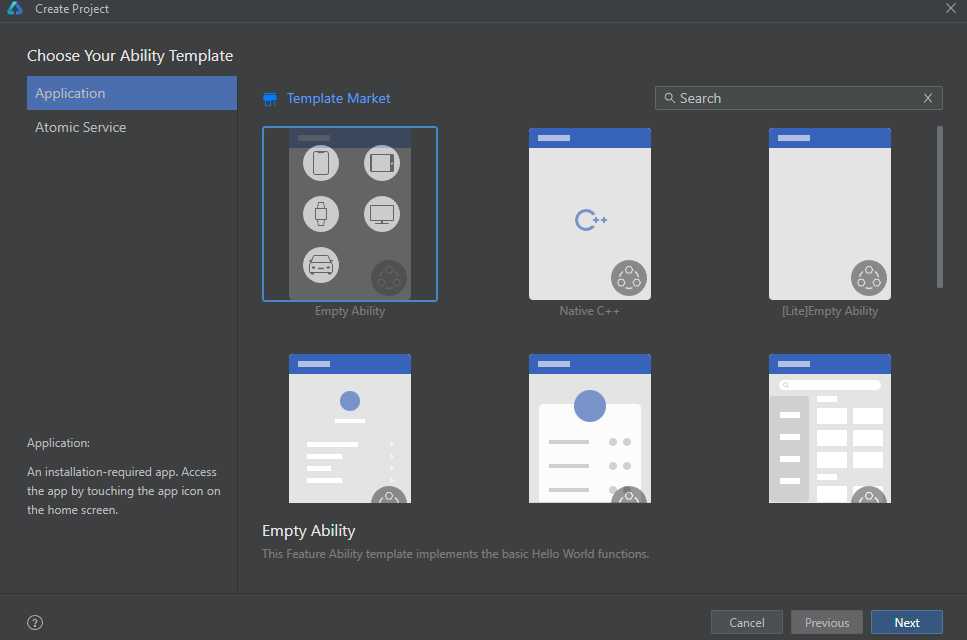 Create Project
Choose Your Ability Template
Application
Atomic Service
Template Market
Search
C++
Empty Ability
Native C++
[Lite]Empty Ability
Application:
An installation-required app. Access
the app by touching the app icon on
the home screen.
Empty Ability
This Feature Ability template implements the basic Hello World functions.
?
Cancel
Previous
Next